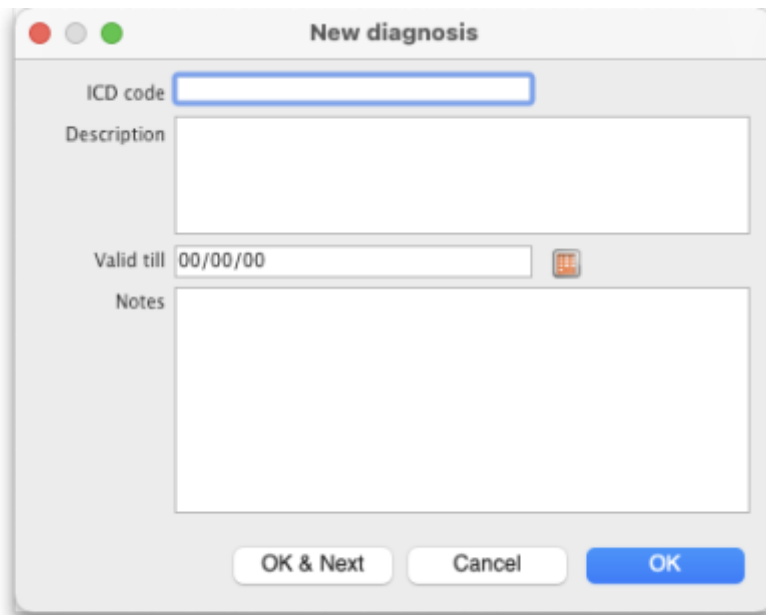 New diagnosis
ICD code
Description
Valid till 00/00/00
Notes
OK & Next Cancel OK